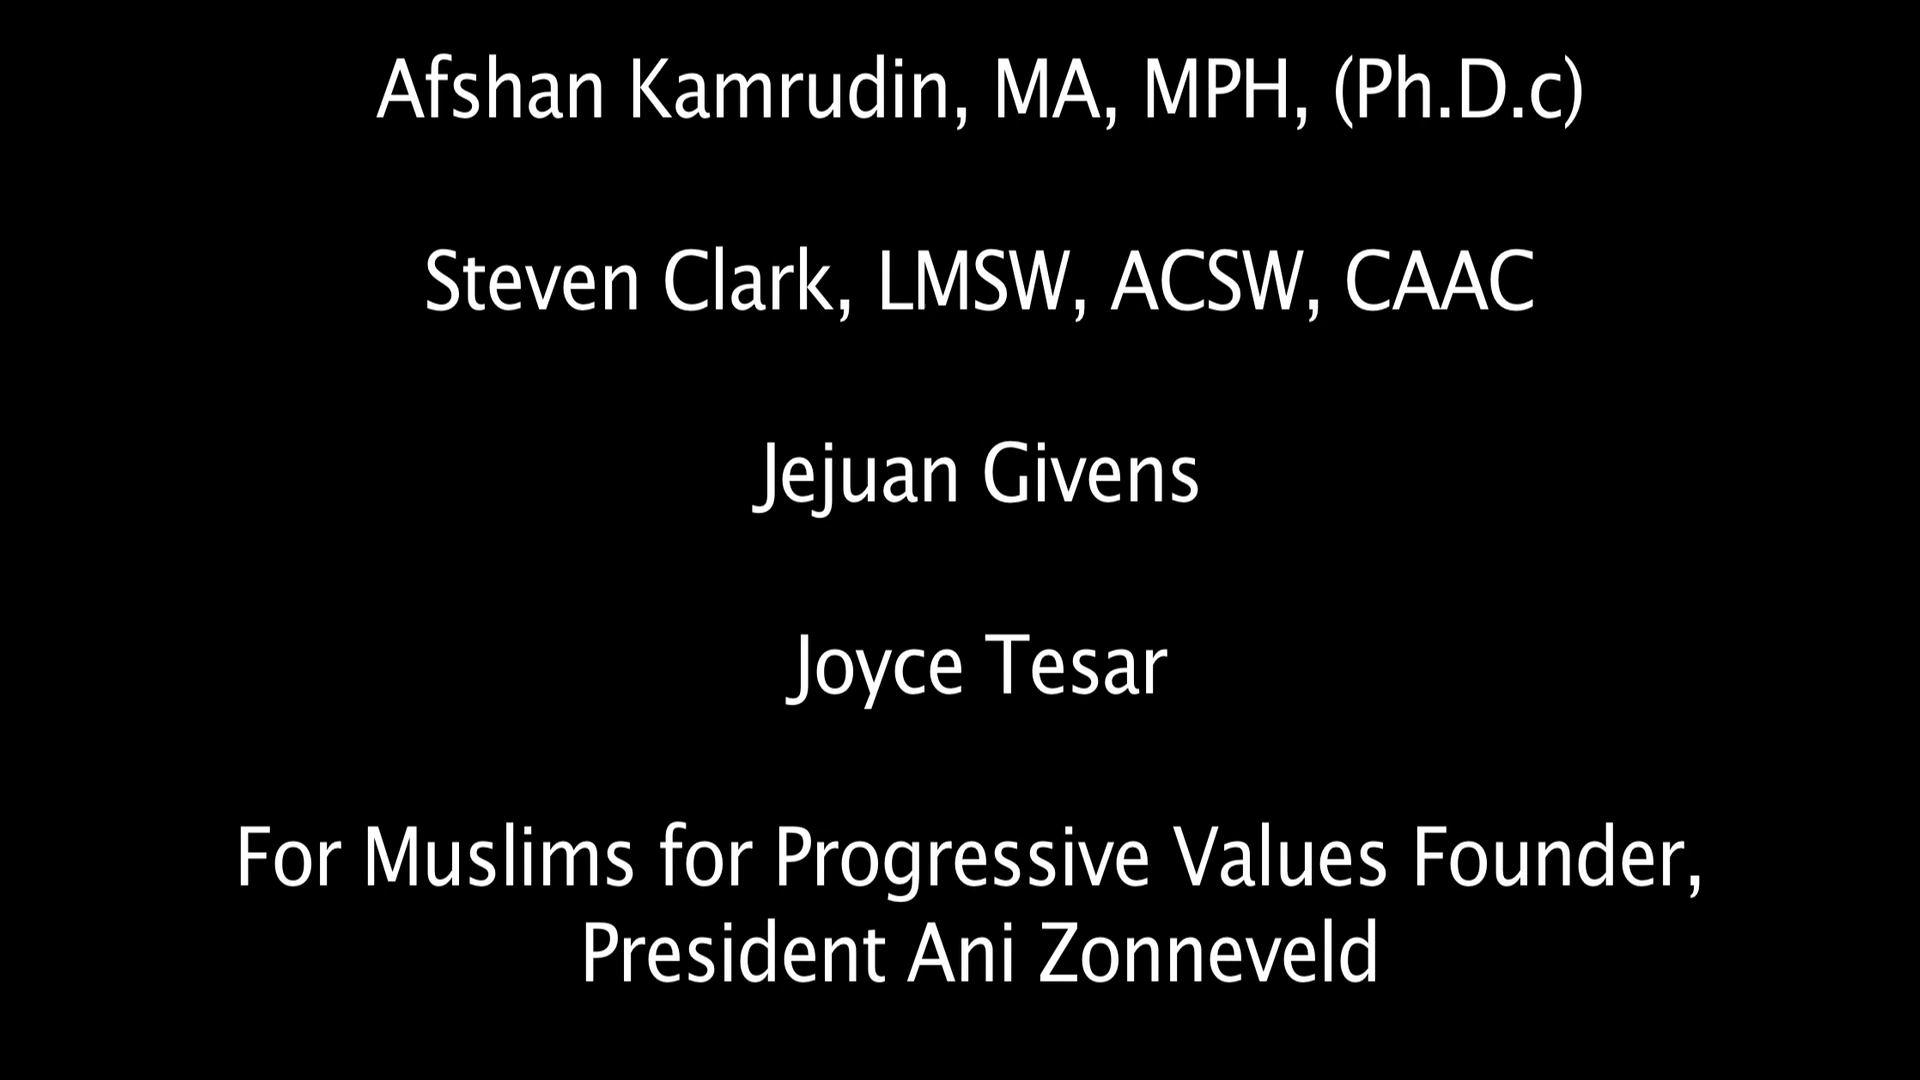 Afshan Kamrudin, MA, MPH, (Ph.D.c)
Steven Clark, LMSW, ACSW, CAAC
Jejuan Givens
Joyce Tesar
For Muslims for Progressive Values Founder,
President Ani Zonneveld